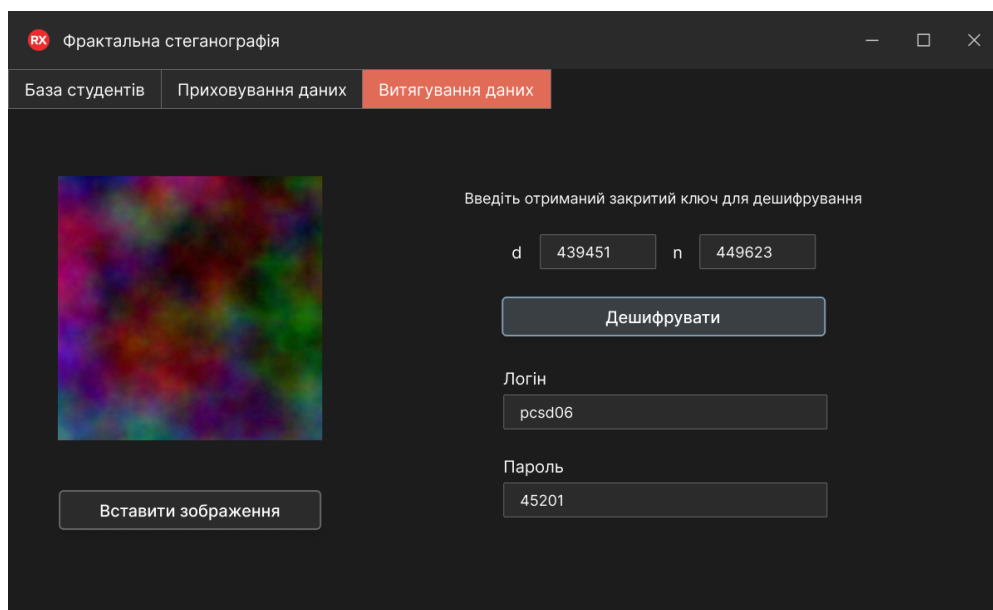 RX Фрактальна стеганографія
База студентів Приховування даних Витягування даних
Введіть отриманий закритий ключ для дешифрування
d 439451 n 449623
Дешифрувати
Логін
pcsd06
Пароль
45201
Вставити зображення